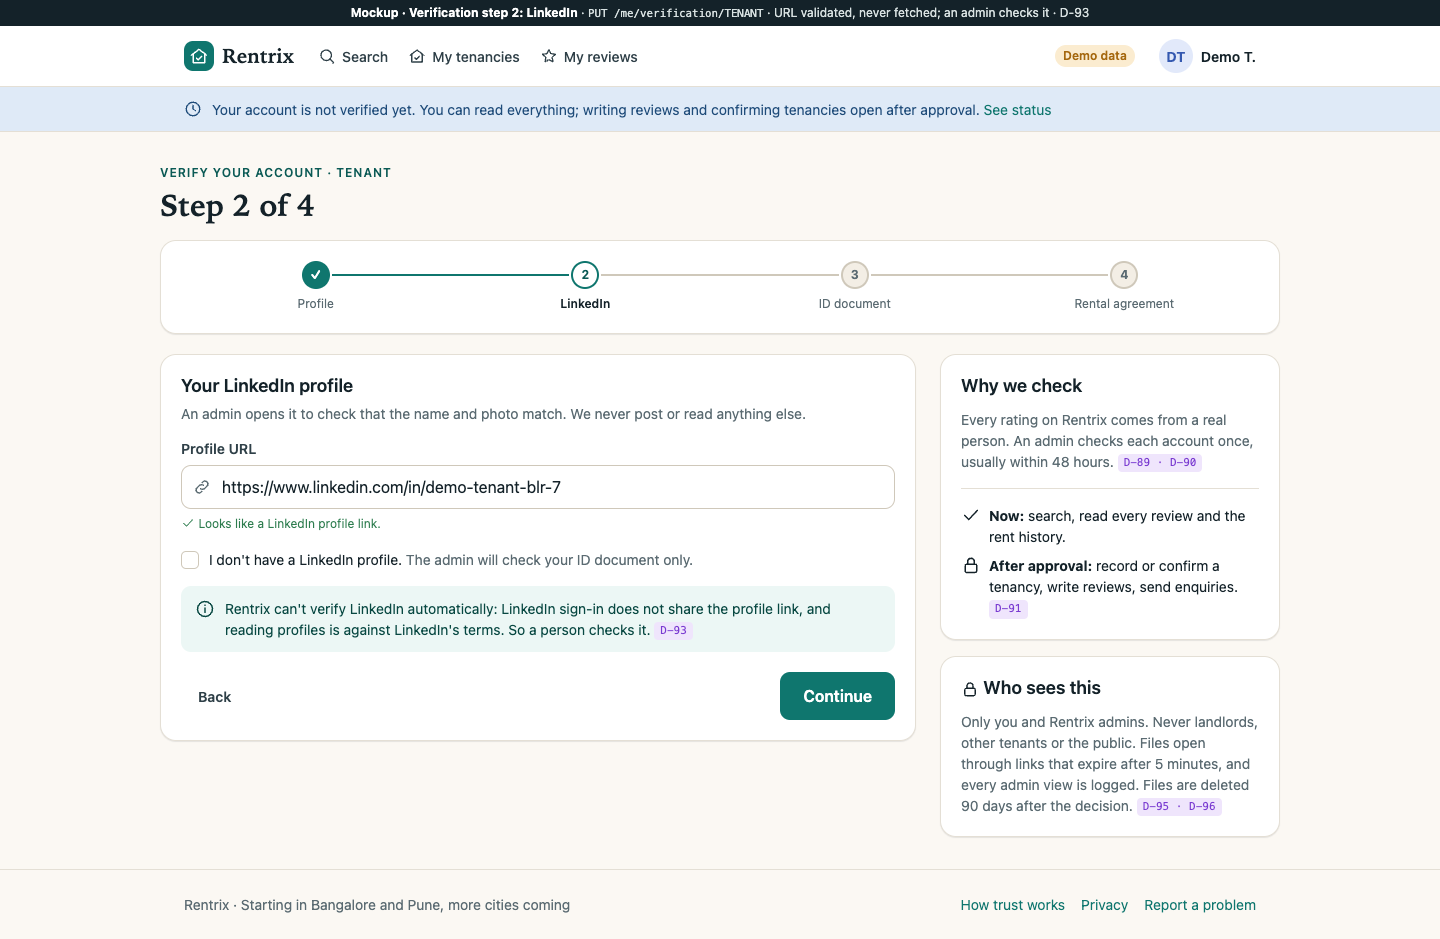 Mockup · Verification step 2: LinkedIn · PUT /me/verification/TENANT · URL validated, never fetched; an admin checks it · D-93
Rentrix
Search
My tenancies
My reviews
Demo data
DT
Demo T.
Your account is not verified yet. You can read everything; writing reviews and confirming tenancies open after approval. See status
VERIFY YOUR ACCOUNT · TENANT
Step 2 of 4
2
3
4
Profile
LinkedIn
ID document
Rental agreement
Your LinkedIn profile
An admin opens it to check that the name and photo match. We never post or read anything else.
Profile URL
https://www.linkedin.com/in/demo-tenant-blr-7
Looks like a LinkedIn profile link.
I don't have a LinkedIn profile. The admin will check your ID document only.
Rentrix can't verify LinkedIn automatically: LinkedIn sign-in does not share the profile link, and
reading profiles is against LinkedIn's terms. So a person checks it. D-93
Back
Continue
Why we check
Every rating on Rentrix comes from a real
person. An admin checks each account once,
usually within 48 hours. D-89 · D-90
Now: search, read every review and the
rent history.
After approval: record or confirm a
tenancy, write reviews, send enquiries.
D-91
Who sees this
Only you and Rentrix admins. Never landlords,
other tenants or the public. Files open
through links that expire after 5 minutes, and
every admin view is logged. Files are deleted
90 days after the decision. D-95 · D-96
Rentrix · Starting in Bangalore and Pune, more cities coming
How trust works
Privacy
Report a problem